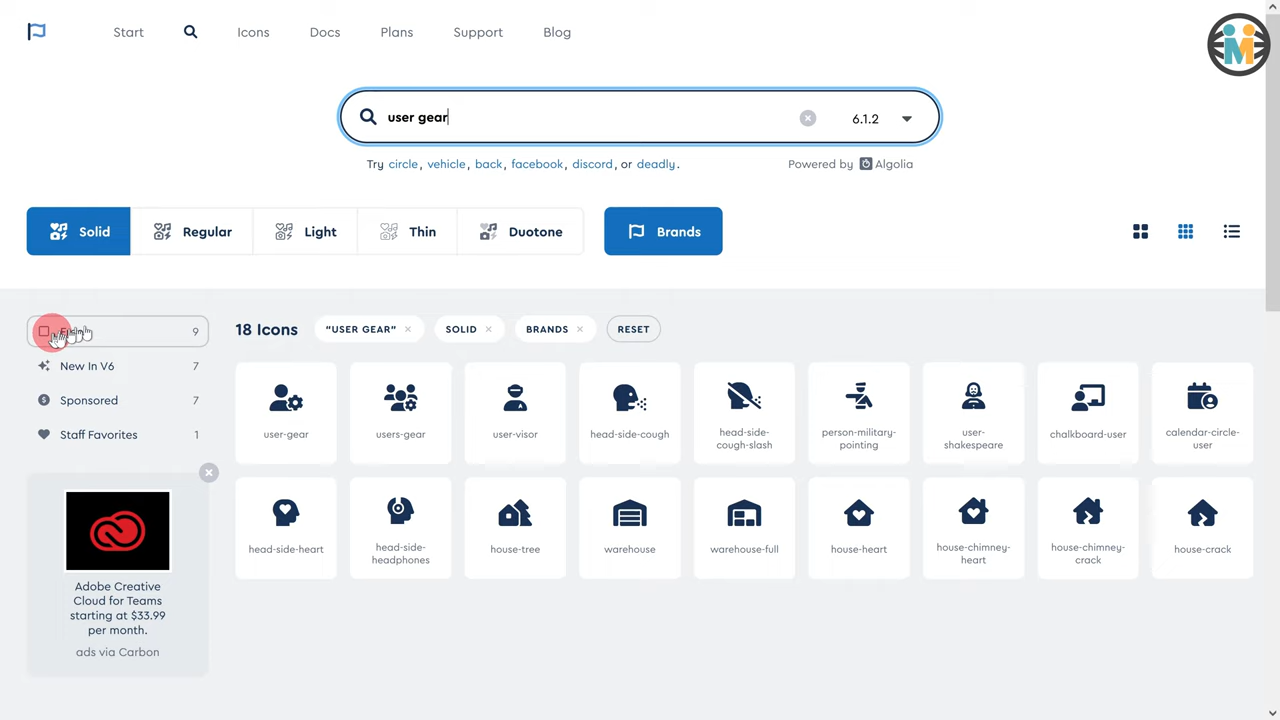 Start
Icons
Docs
Plans
Support
Blog
user gear
6.1.2
Try circle, vehicle, back, facebook, discord, or deadly.
Powered by Algolia
Solid
Regular
Light
Thin
Duotone
Brands
9
New In V6 7
Sponsored 7
Staff Favorites 1
18 Icons
"USER GEAR" ×
SOLID ×
BRANDS ×
RESET
user-gear
users-gear
user-visor
head-side-cough
head-side-
cough-slash
person-military-
pointing
user-
shakespeare
chalkboard-user
calendar-circle-
user
head-side-heart
head-side-
headphones
house-tree
warehouse
warehouse-full
house-heart
house-chimney-
heart
house-chimney-
crack
house-crack
Adobe Creative
Cloud for Teams
starting at $33.99
per month.
ads via Carbon